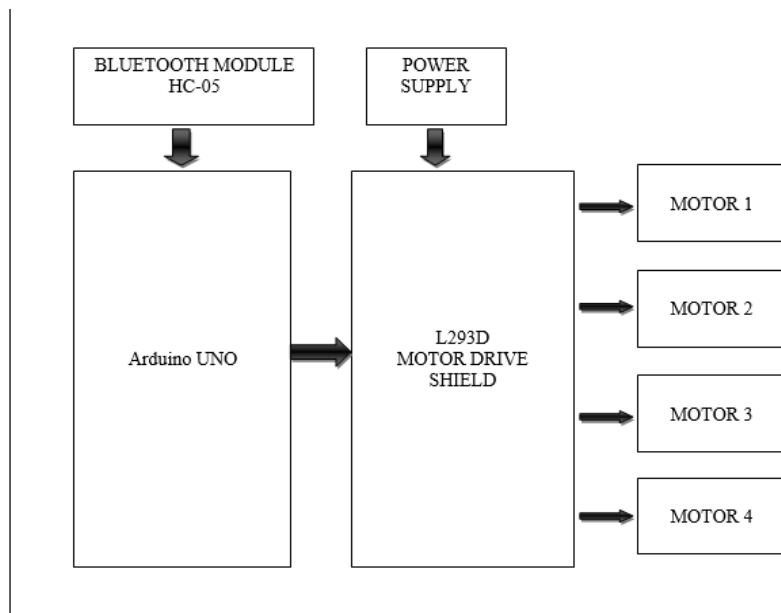 BLUETOOTH MODULE
HC-05
POWER
SUPPLY
MOTOR 1
MOTOR 2
Arduino UNO
L293D
MOTOR DRIVE
SHIELD
MOTOR 3
MOTOR 4